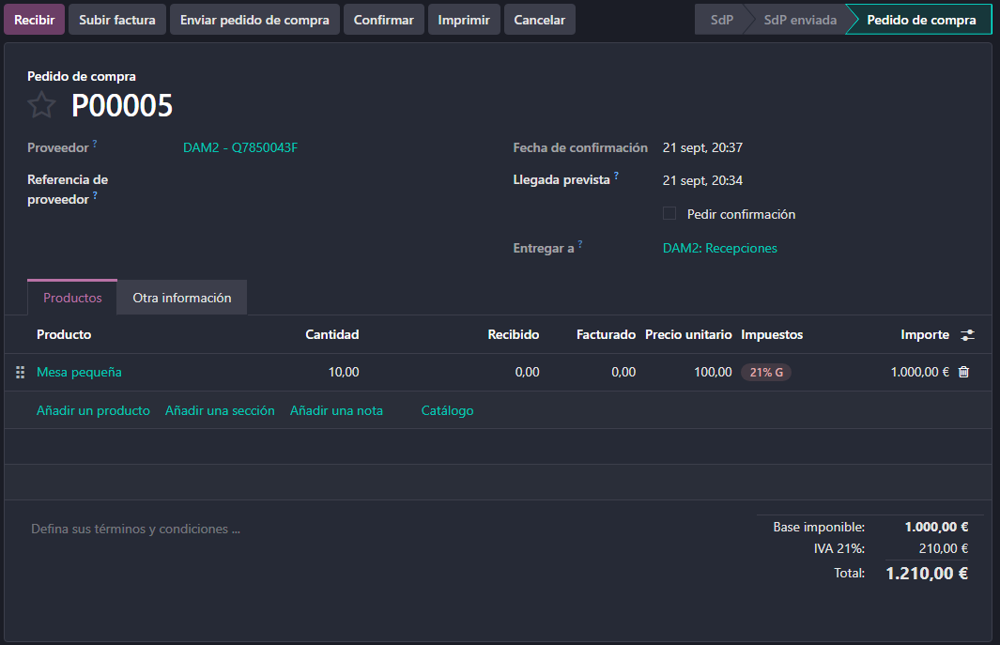 Recibir Subir factura Enviar pedido de compra Confirmar Imprimir Cancelar SdP SdP enviada Pedido de compra
Pedido de compra
P00005
Proveedor ? DAM2 - Q7850043F
Referencia de
proveedor ?
Fecha de confirmación 21 sept, 20:37
Llegada prevista ? 21 sept, 20:34
Pedir confirmación
Entregar a ? DAM2: Recepciones
Productos Otra información
Producto Cantidad Recibido Facturado Precio unitario Impuestos Importe
Mesa pequeña 10,00 0,00 0,00 100,00 21% G 1.000,00 €
Añadir un producto Añadir una sección Añadir una nota Catálogo
Defina sus términos y condiciones ...
Base imponible: 1.000,00 €
IVA 21%: 210,00 €
Total: 1.210,00 €